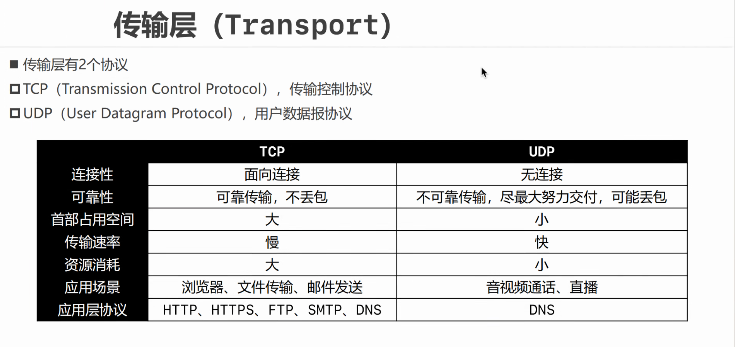 传输层（Transport）
■ 传输层有2个协议
□ TCP（Transmission Control Protocol），传输控制协议
□ UDP（User Datagram Protocol），用户数据报协议
TCP UDP
连接性 面向连接 无连接
可靠性 可靠传输，不丢包 不可靠传输，尽最大努力交付，可能丢包
首部占用空间 大 小
传输速率 慢 快
资源消耗 大 小
应用场景 浏览器、文件传输、邮件发送 音视频通话、直播
应用层协议 HTTP、HTTPS、FTP、SMTP、DNS DNS